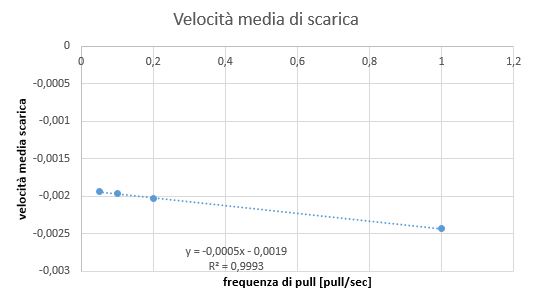 Velocità media di scarica
0
0 0,2 0,4 0,6 0,8 1 1,2
-0,0005
-0,001
-0,0015
-0,002
-0,0025
-0,003
velocità media scarica
y = -0,0005x - 0,0019
R² = 0,9993
frequenza di pull [pull/sec]